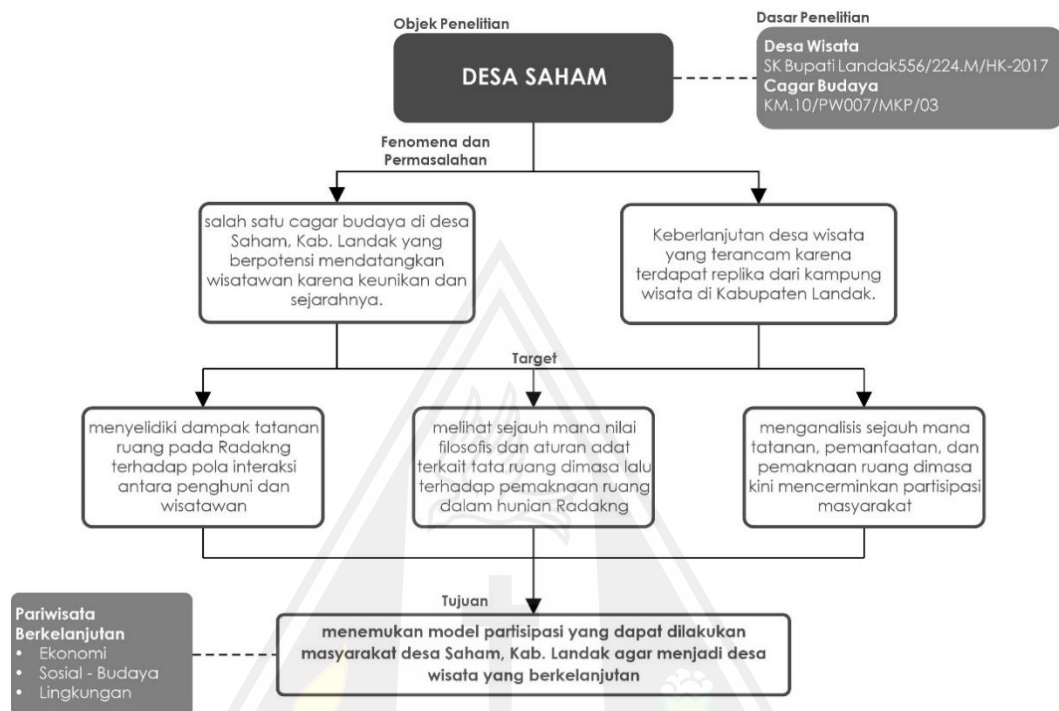 Objek Penelitian
DESA SAHAM
Dasar Penelitian
Desa Wisata
SK Bupati Landak556/224.M/HK-2017
Cagar Budaya
KM.10/PW007/MKP/03
Fenomena dan
Permasalahan
salah satu cagar budaya di desa
Saham, Kab. Landak yang
berpotensi mendatangkan
wisatawan karena keunikan dan
sejarahnya.
Keberlanjutan desa wisata
yang terancam karena
terdapat replika dari kampung
wisata di Kabupaten Landak.
Target
menyelidiki dampak tatanan
ruang pada Radakng
terhadap pola interaksi
antara penghuni dan
wisatawan
melihat sejauh mana nilai
filosofis dan aturan adat
terkait tata ruang dimasa lalu
terhadap pemaknaan ruang
dalam hunian Radakng
menganalisis sejauh mana
tatanan, pemanfaatan, dan
pemaknaan ruang dimasa
kini mencerminkan partisipasi
masyarakat
Tujuan
menemukan model partisipasi yang dapat dilakukan
masyarakat desa Saham, Kab. Landak agar menjadi desa
wisata yang berkelanjutan
Pariwisata
Berkelanjutan
• Ekonomi
• Sosial - Budaya
• Lingkungan